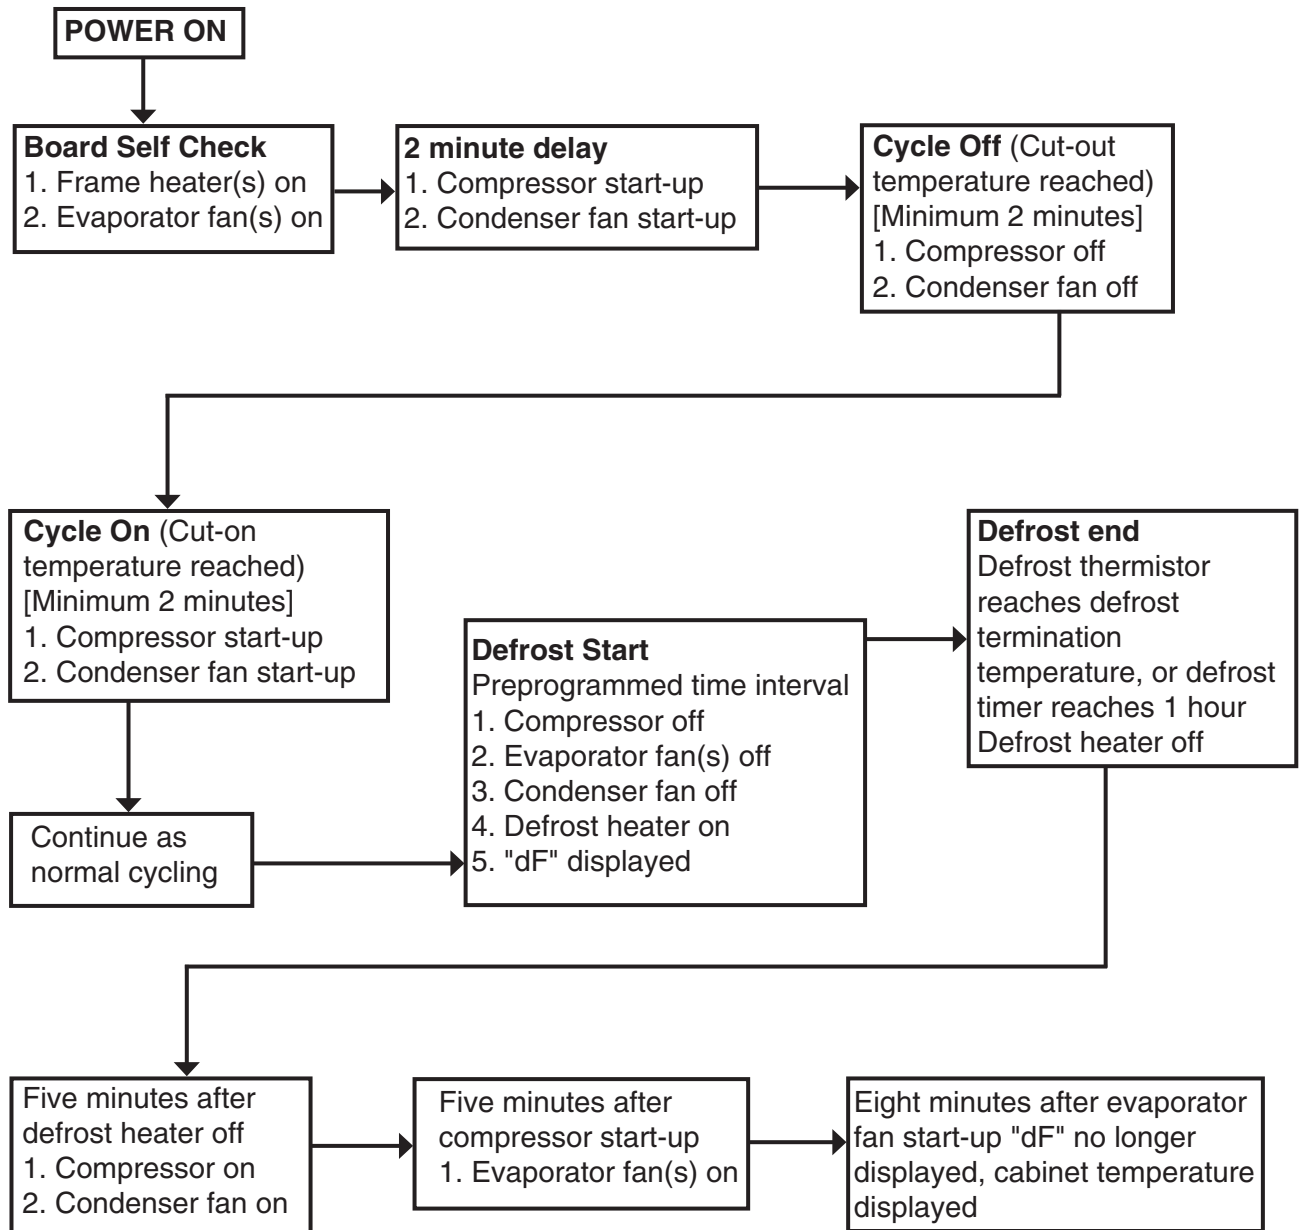 POWER ON
Board Self Check
1. Frame heater(s) on
2. Evaporator fan(s) on
2 minute delay
1. Compressor start-up
2. Condenser fan start-up
Cycle Off (Cut-out
temperature reached)
[Minimum 2 minutes]
1. Compressor off
2. Condenser fan off
Cycle On (Cut-on
temperature reached)
[Minimum 2 minutes]
1. Compressor start-up
2. Condenser fan start-up
Continue as
normal cycling
Defrost Start
Preprogrammed time interval
1. Compressor off
2. Evaporator fan(s) off
3. Condenser fan off
4. Defrost heater on
5. "dF" displayed
Defrost end
Defrost thermistor
reaches defrost
termination
temperature, or defrost
timer reaches 1 hour
Defrost heater off
Five minutes after
defrost heater off
1. Compressor on
2. Condenser fan on
Five minutes after
compressor start-up
1. Evaporator fan(s) on
Eight minutes after evaporator
fan start-up "dF" no longer
displayed, cabinet temperature
displayed